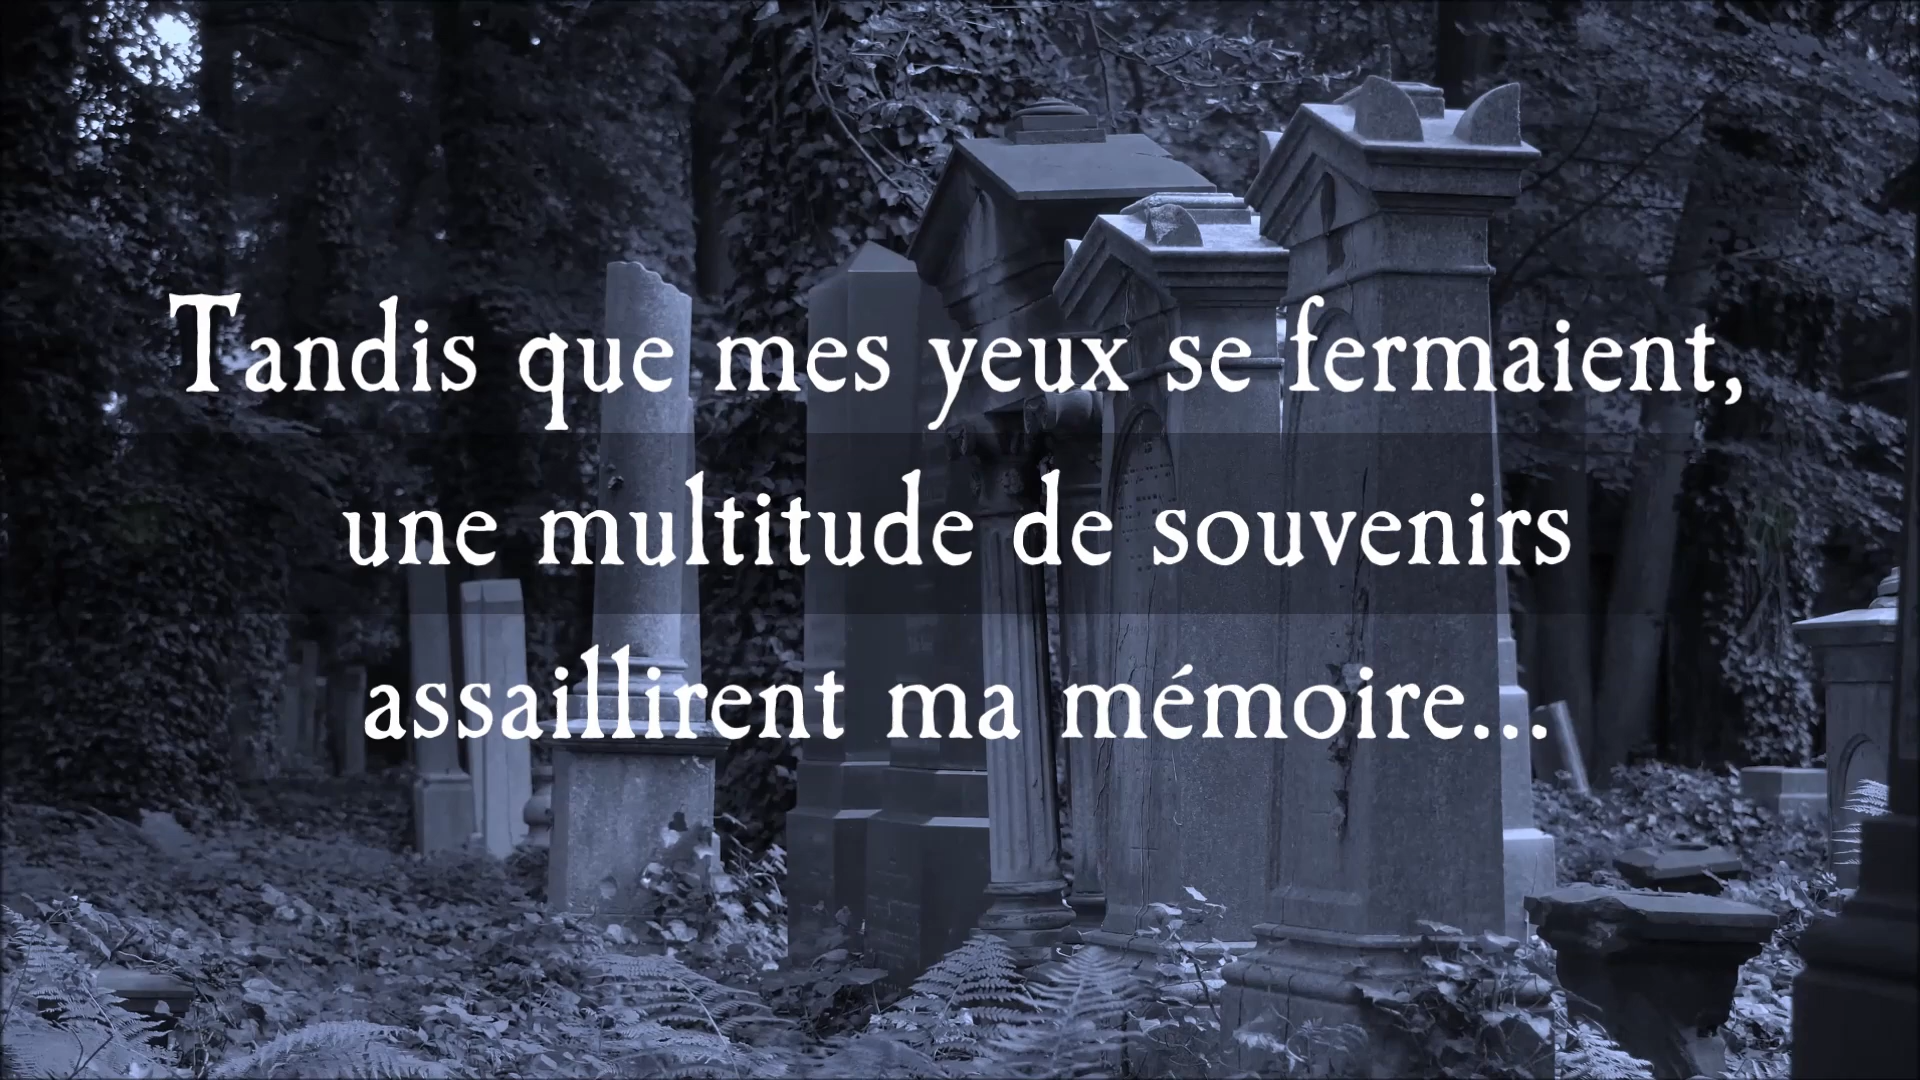 Tandis que mes yeux se fermaient,
une multitude de souvenirs
assaillirent ma mémoire...